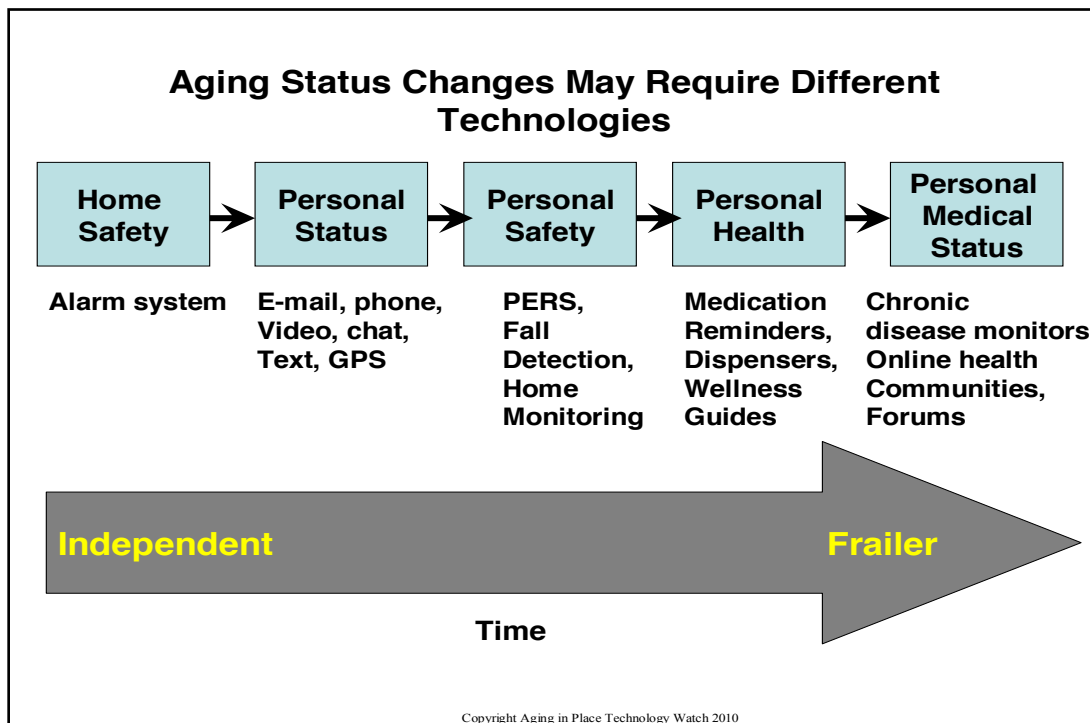 Aging Status Changes May Require Different
Technologies
Home
Safety
Personal
Status
Personal
Safety
Personal
Health
Personal
Medical
Status
Alarm system
E-mail, phone,
Video, chat,
Text, GPS
PERS,
Fall
Detection,
Home
Monitoring
Medication
Reminders,
Dispensers,
Wellness
Guides
Chronic
disease monitors
Online health
Communities,
Forums
Independent
Frailer
Time
Copyright Aging in Place Technology Watch 2010